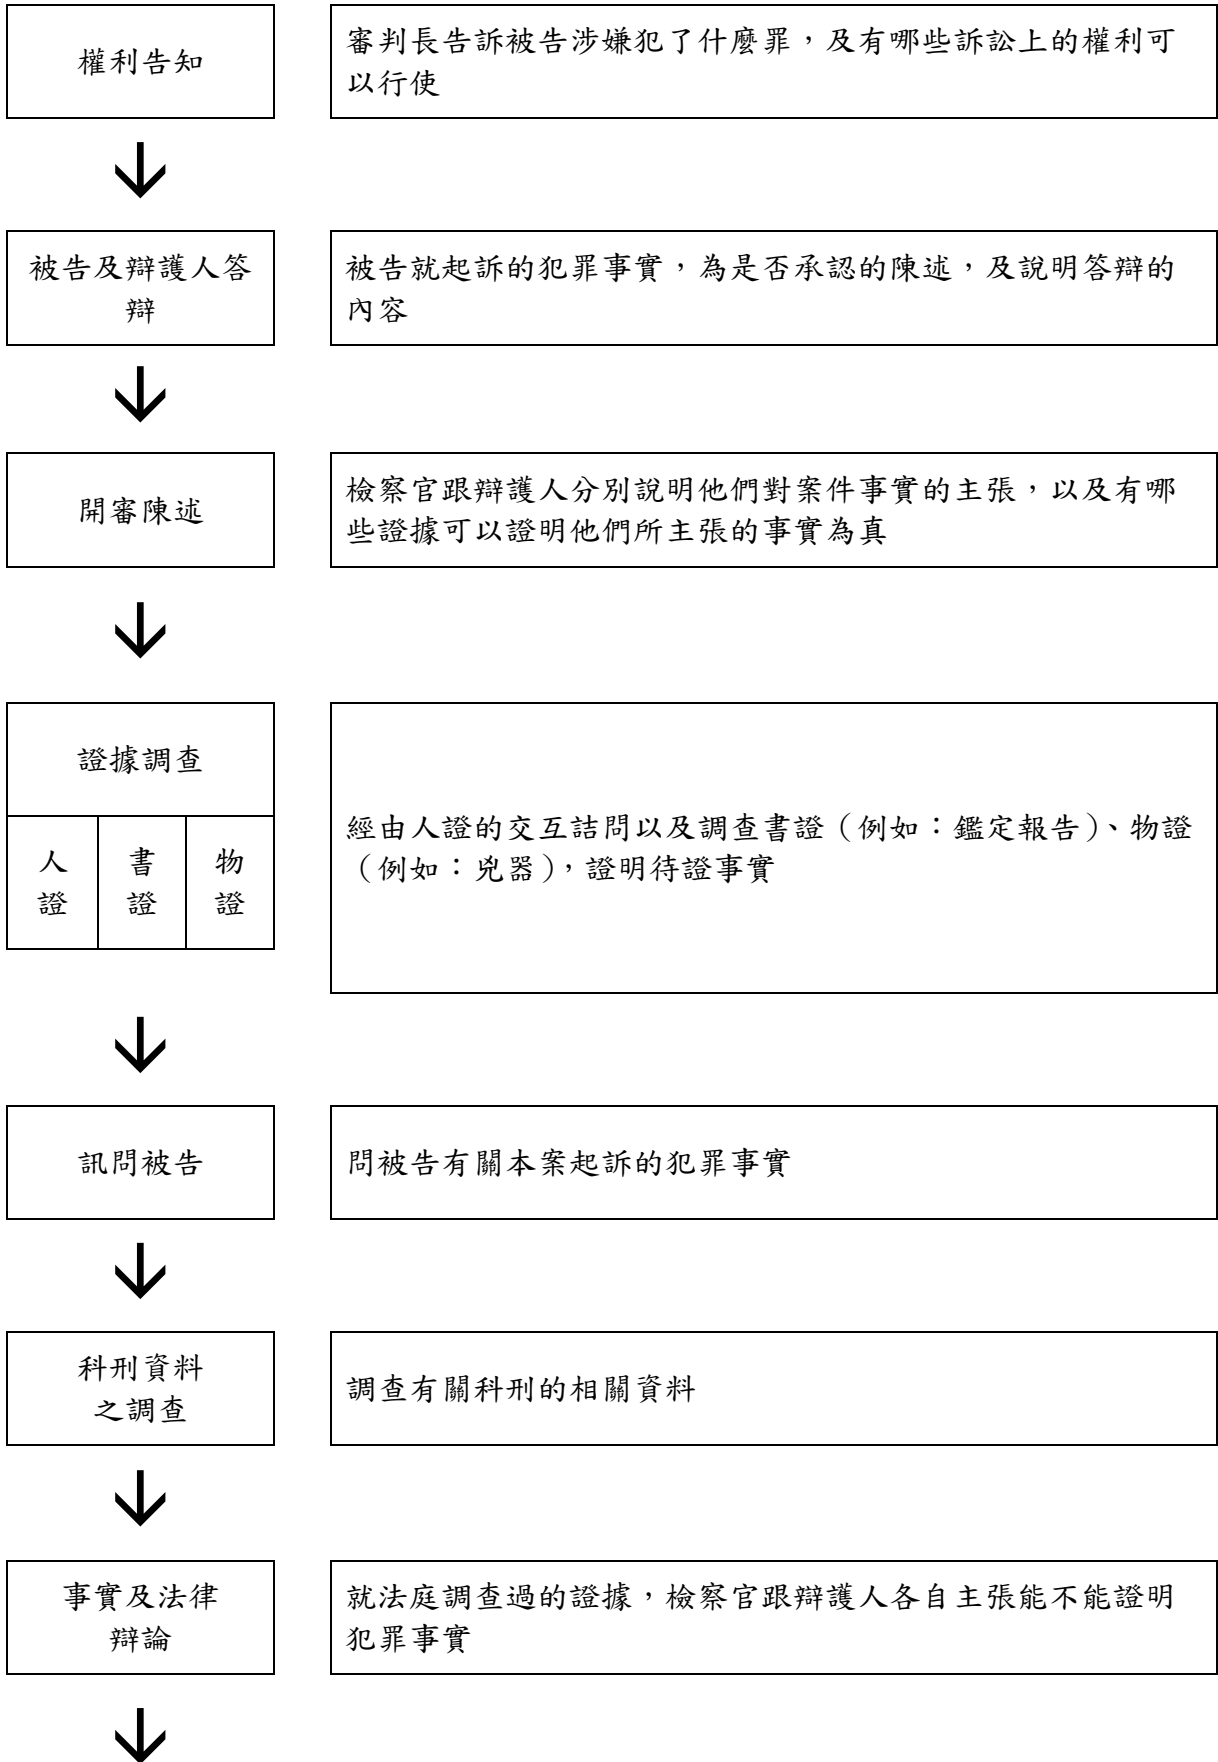 權利告知
審判長告訴被告涉嫌犯了什麼罪，及有哪些訴訟上的權利可
以行使
被告及辯護人答
辯
被告就起訴的犯罪事實，為是否承認的陳述，及說明答辯的
內容
開審陳述
檢察官跟辯護人分別說明他們對案件事實的主張，以及有哪
些證據可以證明他們所主張的事實為真
證據調查
人證
書證
物證
經由人證的交互詰問以及調查書證（例如：鑑定報告）、物證
（例如：兇器），證明待證事實
訊問被告
問被告有關本案起訴的犯罪事實
科刑資料
之調查
調查有關科刑的相關資料
事實及法律
辯論
就法庭調查過的證據，檢察官跟辯護人各自主張能不能證明
犯罪事實